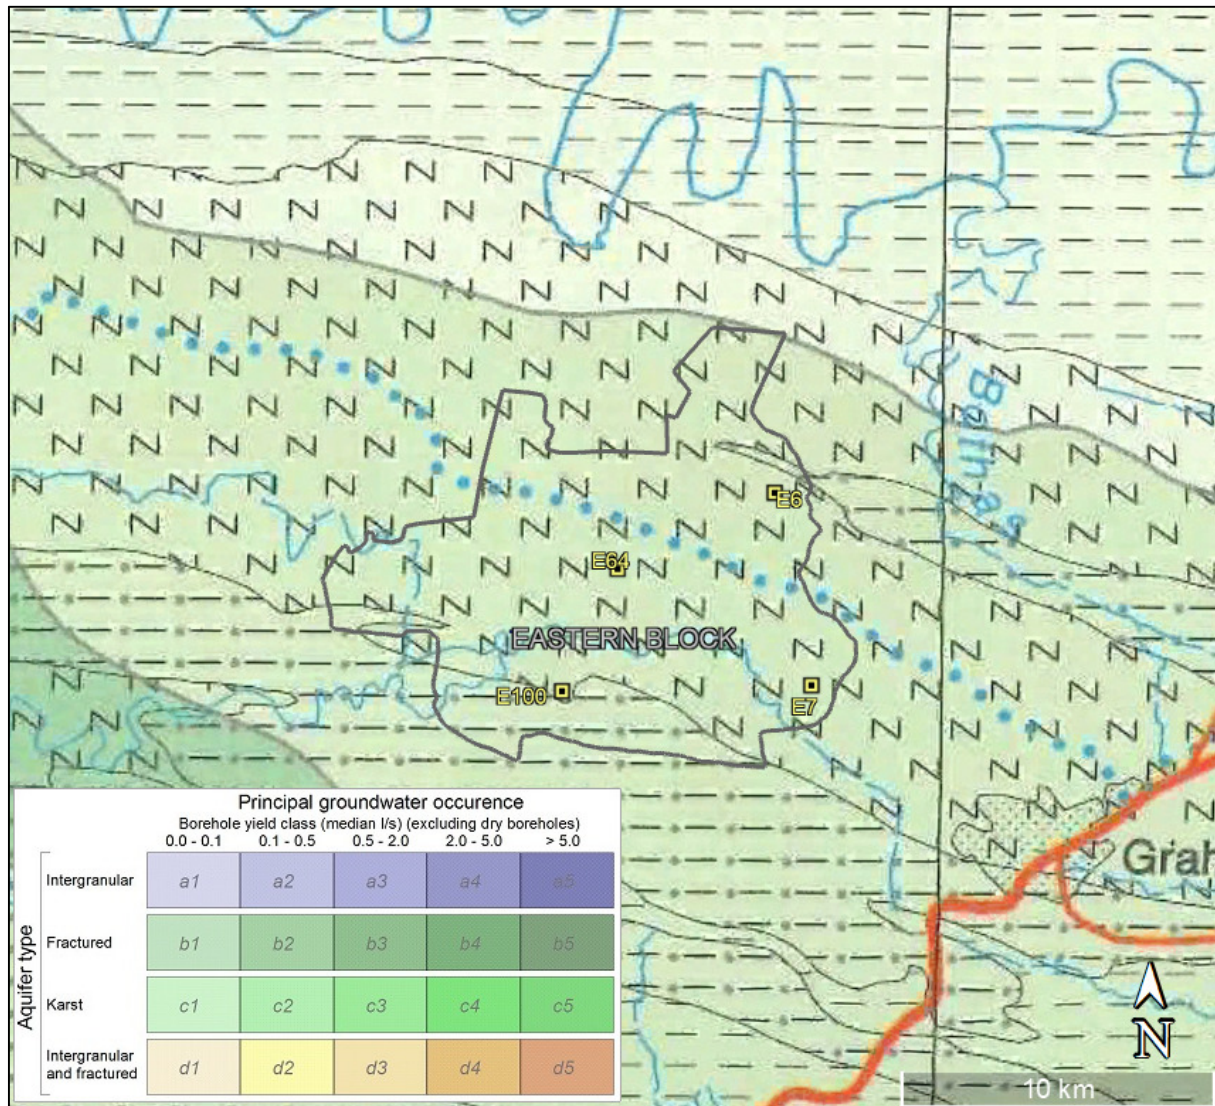 Bothas
E6
E64
EASTERN BLOCK
E100
E7
Grah
Principal groundwater occurence
Borehole yield class (median l/s) (excluding dry boreholes)
0.0 - 0.1 0.1 - 0.5 0.5 - 2.0 2.0 - 5.0 > 5.0
Aquifer type
Intergranular a1 a2 a3 a4 a5
Fractured b1 b2 b3 b4 b5
Karst c1 c2 c3 c4 c5
Intergranular
and fractured d1 d2 d3 d4 d5
N
10 km